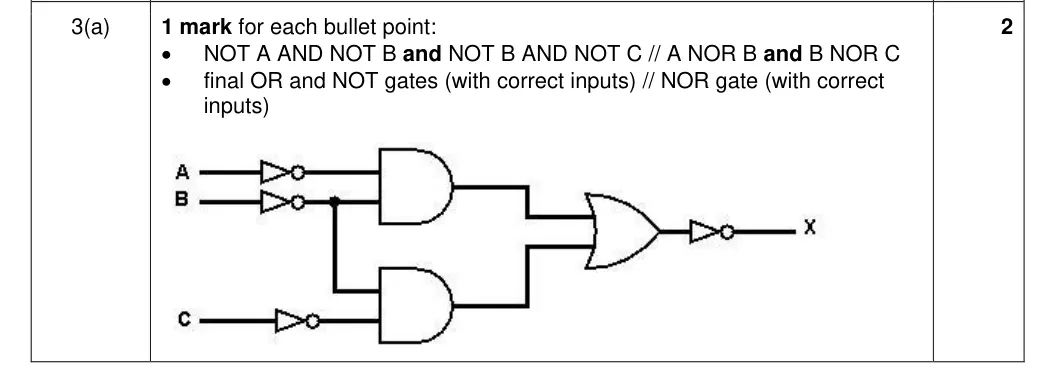 3(a)
1 mark for each bullet point:
2
• NOT A AND NOT B and NOT B AND NOT C // A NOR B and B NOR C
• final OR and NOT gates (with correct inputs) // NOR gate (with correct
inputs)
A
B
X
C